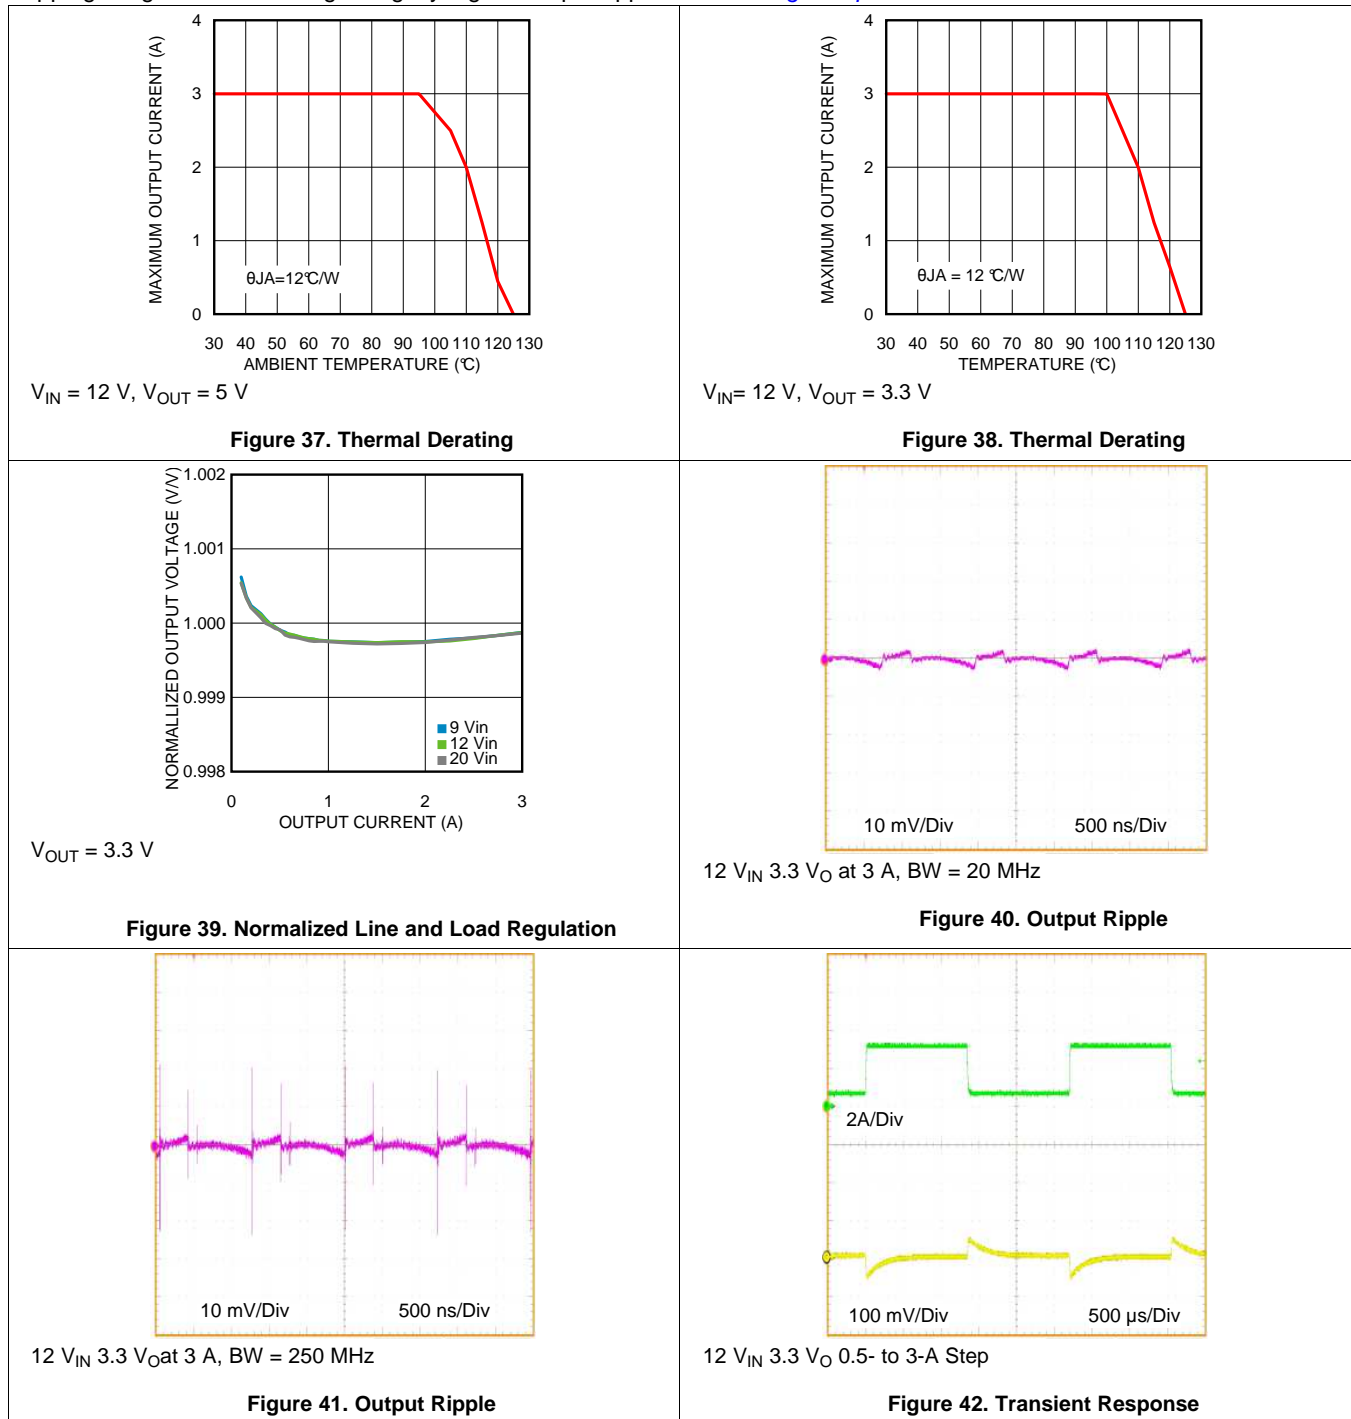 4
3
2
1
0
MAXIMUM OUTPUT CURRENT (A)
θJA=12°C/W
30 40 50 60 70 80 90 100 110 120 130
AMBIENT TEMPERATURE (°C)
VIN = 12 V, VOUT = 5 V
Figure 37. Thermal Derating
4
3
2
1
0
MAXIMUM OUTPUT CURRENT (A)
θJA = 12 °C/W
30 40 50 60 70 80 90 100 110 120 130
TEMPERATURE (°C)
VIN= 12 V, VOUT = 3.3 V
Figure 38. Thermal Derating
1.002
1.001
1.000
0.999
0.998
NORMALLIZED OUTPUT VOLTAGE (V/V)
9 Vin
12 Vin
20 Vin
0 1 2 3
OUTPUT CURRENT (A)
VOUT = 3.3 V
Figure 39. Normalized Line and Load Regulation
10 mV/Div 500 ns/Div
12 VIN 3.3 VO at 3 A, BW = 20 MHz
Figure 40. Output Ripple
10 mV/Div 500 ns/Div
12 VIN 3.3 VOat 3 A, BW = 250 MHz
Figure 41. Output Ripple
2A/Div
100 mV/Div 500 µs/Div
12 VIN 3.3 VO 0.5- to 3-A Step
Figure 42. Transient Response